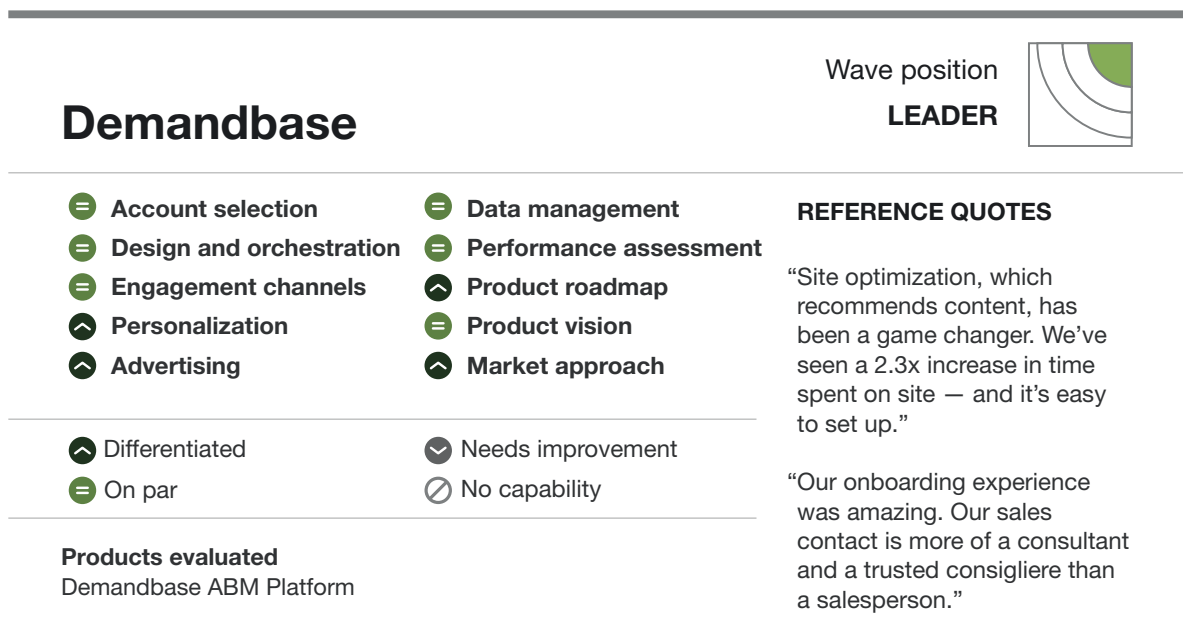 Wave position
LEADER
Demandbase
Account selection
Design and orchestration
Engagement channels
Personalization
Advertising
Data management
Performance assessment
Product roadmap
Product vision
Market approach
Differentiated
On par
Needs improvement
No capability
Products evaluated
Demandbase ABM Platform
REFERENCE QUOTES
“Site optimization, which
recommends content, has
been a game changer. We’ve
seen a 2.3x increase in time
spent on site — and it’s easy
to set up.”
“Our onboarding experience
was amazing. Our sales
contact is more of a consultant
and a trusted consigliere than
a salesperson.”